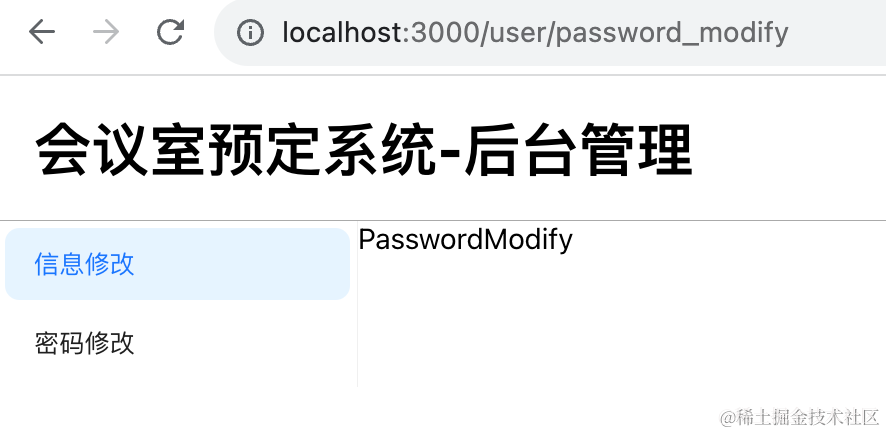 localhost:3000/user/password_modify
会议室预定系统-后台管理
信息修改
PasswordModify
密码修改
@稀土掘金技术社区